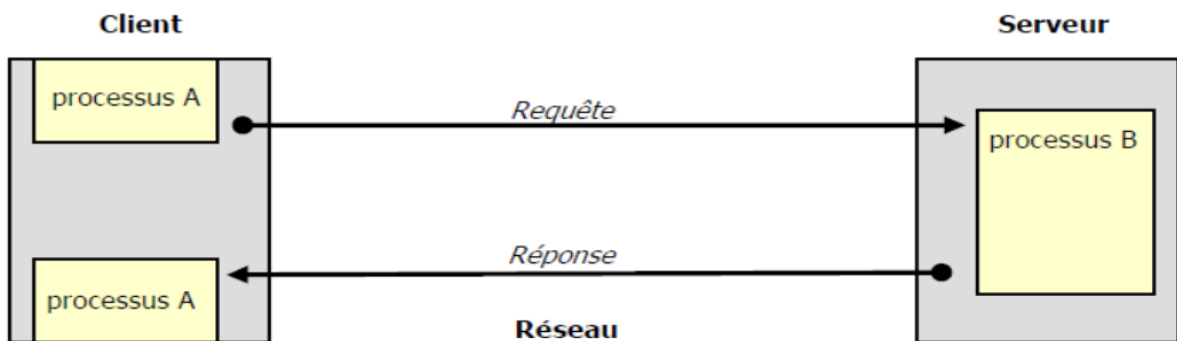 Client
Serveur
processus A
Requête
processus B
Réponse
processus A
Réseau